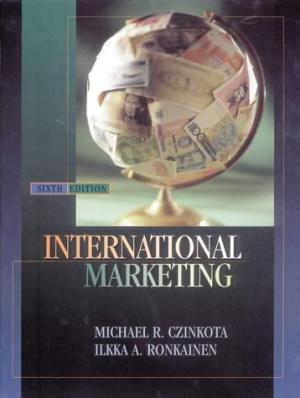 SIXTH EDITION
INTERNATIONAL
MARKETING
MICHAEL R. CZINKOTA
ILKKA A. RONKAINEN